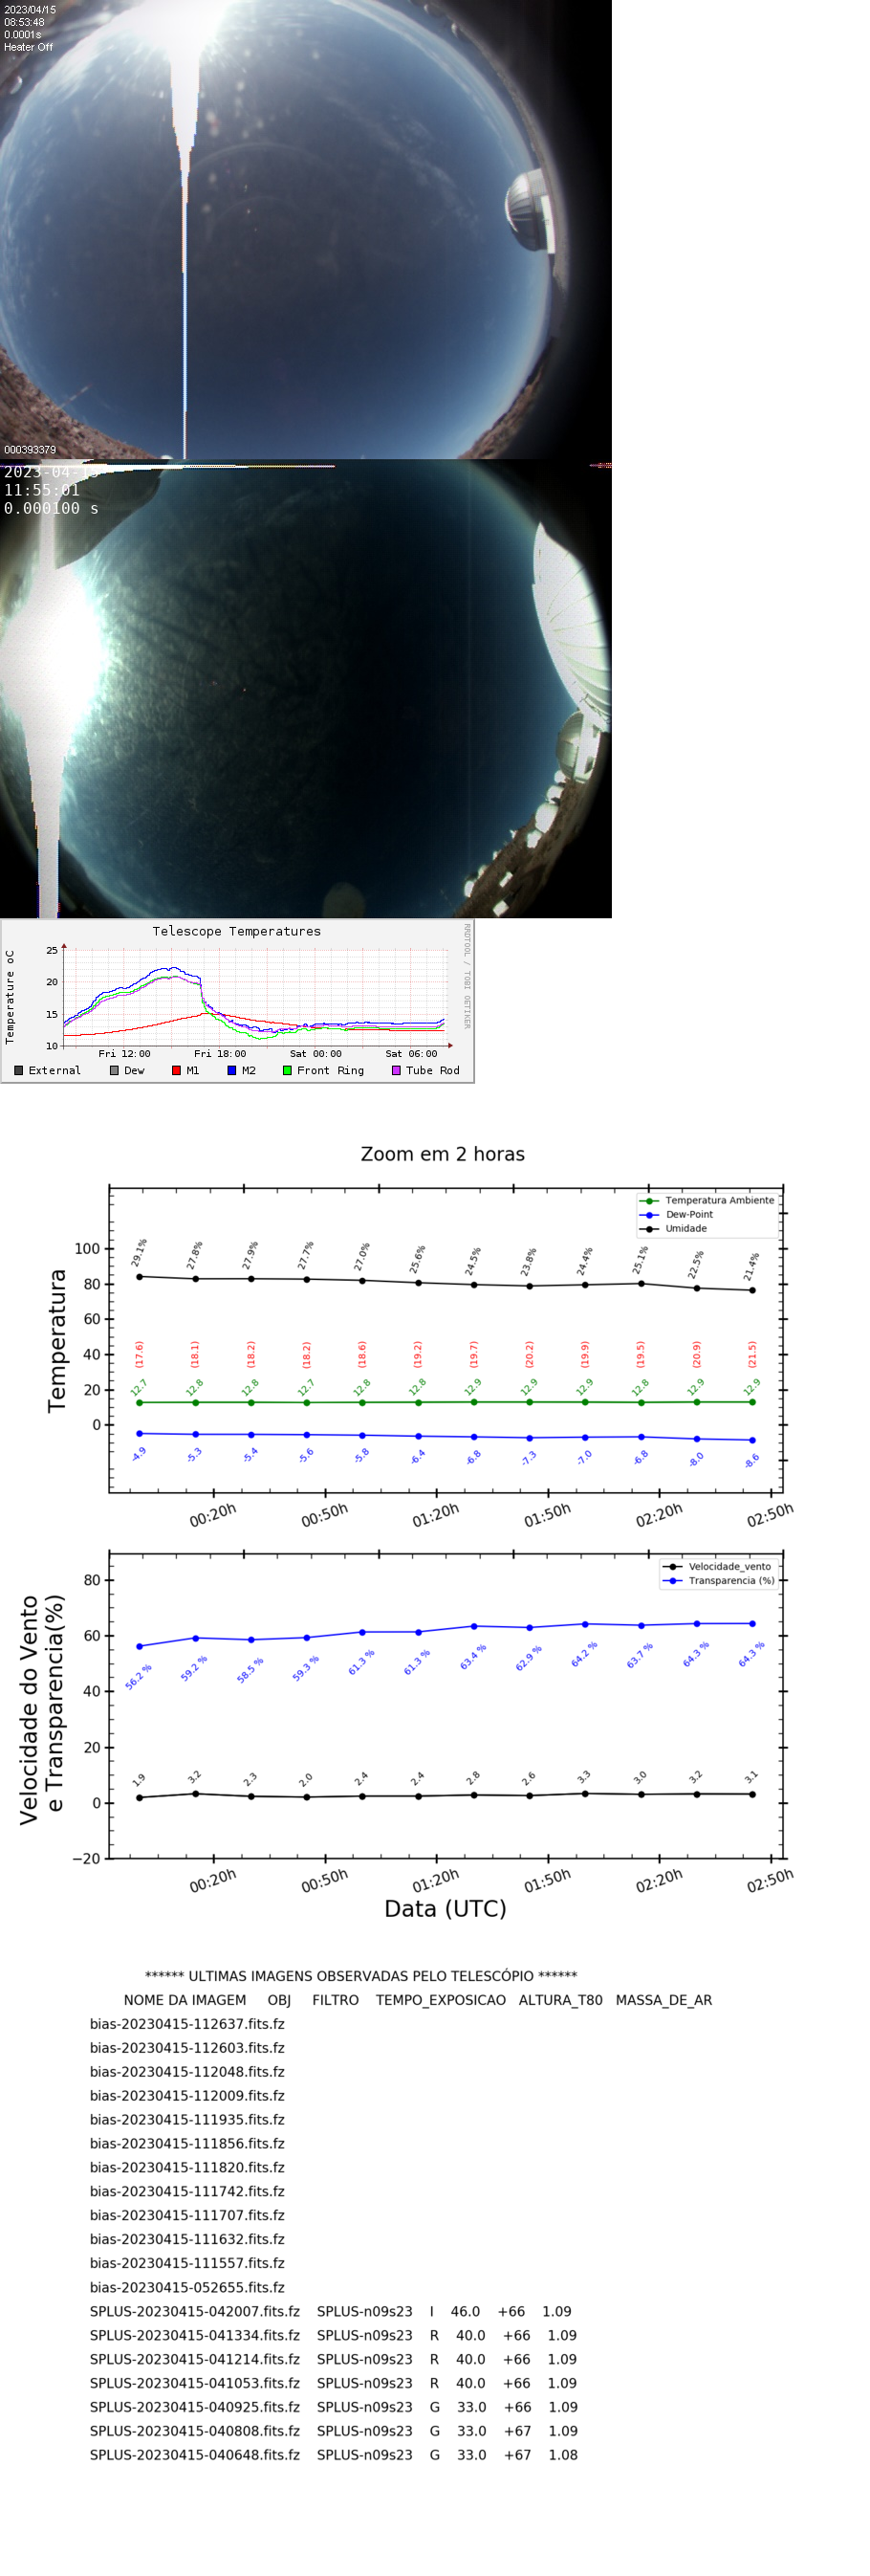 2023/04/15
08:53:48
0.0001s
Heater Off
000393379
2023-04-15
11:55:01
0.000100 s
Telescope Temperatures
RRDTOOL / TOBI OETIKER
Temperature oC
25
20
15
10
Fri 12:00 Fri 18:00 Sat 00:00 Sat 06:00
External Dew M1 M2 Front Ring Tube Rod
Zoom em 2 horas
Temperatura Ambiente
Dew-Point
Umidade
Temperatura
100
80
60
40
20
0
29.1% 27.8% 27.9% 27.7% 27.0% 25.6% 24.5% 23.8% 24.4% 25.1% 22.5% 21.4%
(17.6) (18.1) (18.2) (18.2) (18.6) (19.2) (19.7) (20.2) (19.9) (19.5) (20.9) (21.5)
12.7 12.8 12.8 12.7 12.8 12.8 12.9 12.9 12.9 12.8 12.9 12.9
-4.9 -5.3 -5.4 -5.6 -5.8 -6.4 -6.8 -7.3 -7.0 -6.8 -8.0 -8.6
00:20h 00:50h 01:20h 01:50h 02:20h 02:50h
Velocidade_vento
Transparencia (%)
Velocidade do Vento
e Transparencia(%)
80
60
40
20
0
−20
56.2 % 59.2 % 58.5 % 59.3 % 61.3 % 61.3 % 63.4 % 62.9 % 64.2 % 63.7 % 64.3 % 64.3 %
1.9 3.2 2.3 2.0 2.4 2.4 2.8 2.6 3.3 3.0 3.2 3.1
00:20h 00:50h 01:20h 01:50h 02:20h 02:50h
Data (UTC)
****** ULTIMAS IMAGENS OBSERVADAS PELO TELESCÓPIO ******
NOME DA IMAGEM OBJ FILTRO TEMPO_EXPOSICAO ALTURA_T80 MASSA_DE_AR
bias-20230415-112637.fits.fz
bias-20230415-112603.fits.fz
bias-20230415-112048.fits.fz
bias-20230415-112009.fits.fz
bias-20230415-111935.fits.fz
bias-20230415-111856.fits.fz
bias-20230415-111820.fits.fz
bias-20230415-111742.fits.fz
bias-20230415-111707.fits.fz
bias-20230415-111632.fits.fz
bias-20230415-111557.fits.fz
bias-20230415-052655.fits.fz
SPLUS-20230415-042007.fits.fz SPLUS-n09s23 I 46.0 +66 1.09
SPLUS-20230415-041334.fits.fz SPLUS-n09s23 R 40.0 +66 1.09
SPLUS-20230415-041214.fits.fz SPLUS-n09s23 R 40.0 +66 1.09
SPLUS-20230415-041053.fits.fz SPLUS-n09s23 R 40.0 +66 1.09
SPLUS-20230415-040925.fits.fz SPLUS-n09s23 G 33.0 +66 1.09
SPLUS-20230415-040808.fits.fz SPLUS-n09s23 G 33.0 +67 1.09
SPLUS-20230415-040648.fits.fz SPLUS-n09s23 G 33.0 +67 1.08